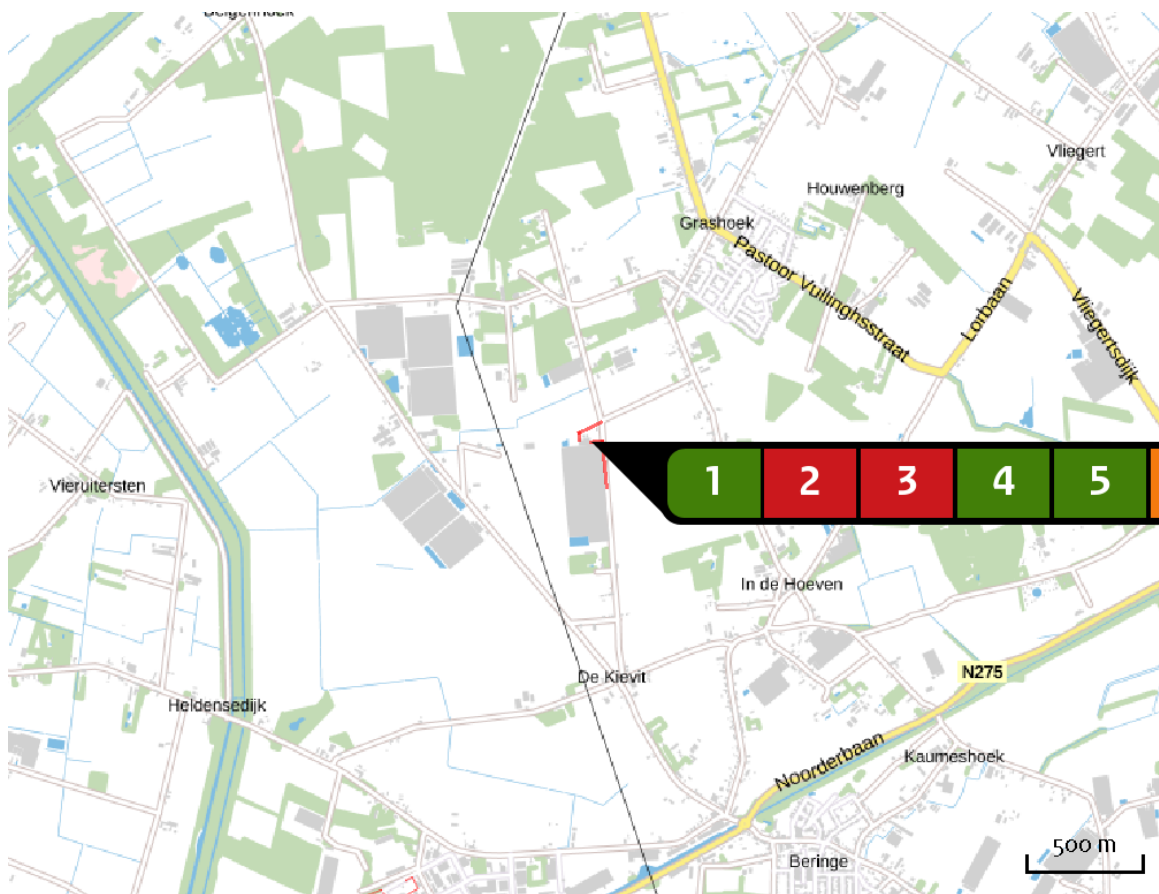 Vliegert
Houwenberg
Grashoek
Pastoor Vullinghsstraat
Lorbaan
Vliegertsdijk
1 2 3 4 5
Vieruitersten
In de Hoeven
De Kievit
N275
Heldensedijk
Noorderbaan
Kaumeshoek
500 m
Beringe